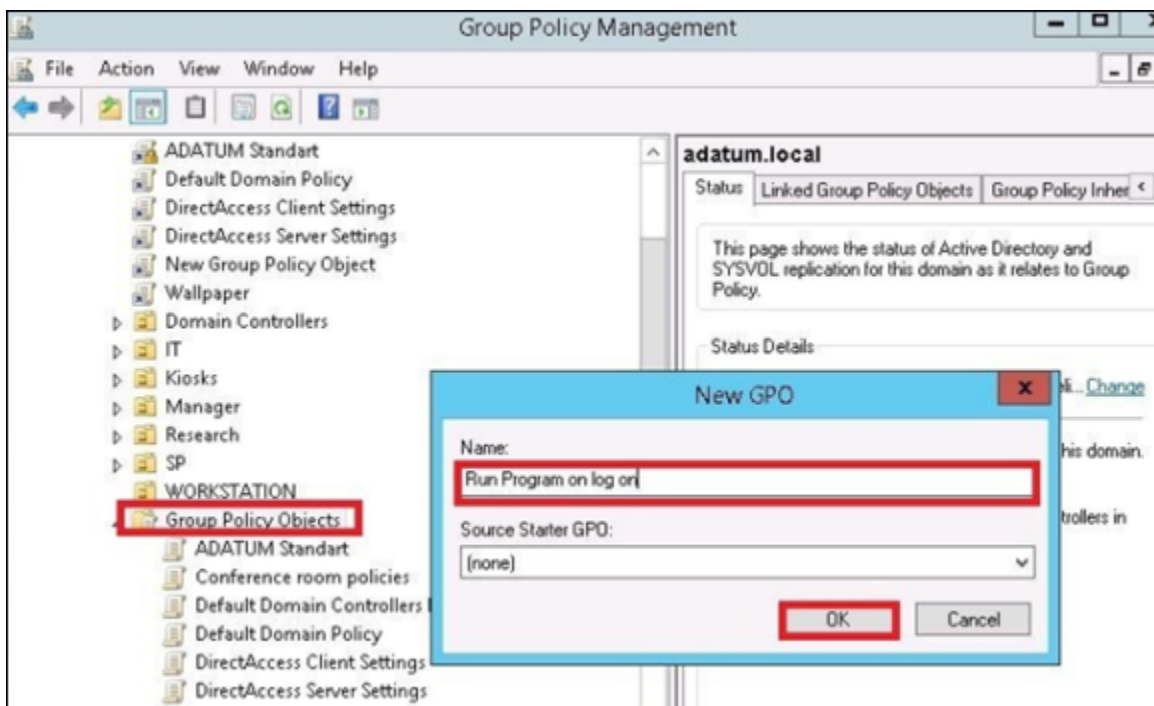 Group Policy Management
File Action View Window Help
ADATUM Standart
Default Domain Policy
DirectAccess Client Settings
DirectAccess Server Settings
New Group Policy Object
Wallpaper
Domain Controllers
IT
Kiosks
Manager
Research
SP
WORKSTATION
Group Policy Objects
ADATUM Standart
Conference room policies
Default Domain Controllers
Default Domain Policy
DirectAccess Client Settings
DirectAccess Server Settings
adatum.local
Status Linked Group Policy Objects Group Policy Inher
This page shows the status of Active Directory and
SYSVOL replication for this domain as it relates to Group
Policy.
Status Details
Change
his domain.
trollers in
New GPO
Name:
Run Program on log on
Source Starter GPO:
(none)
OK Cancel